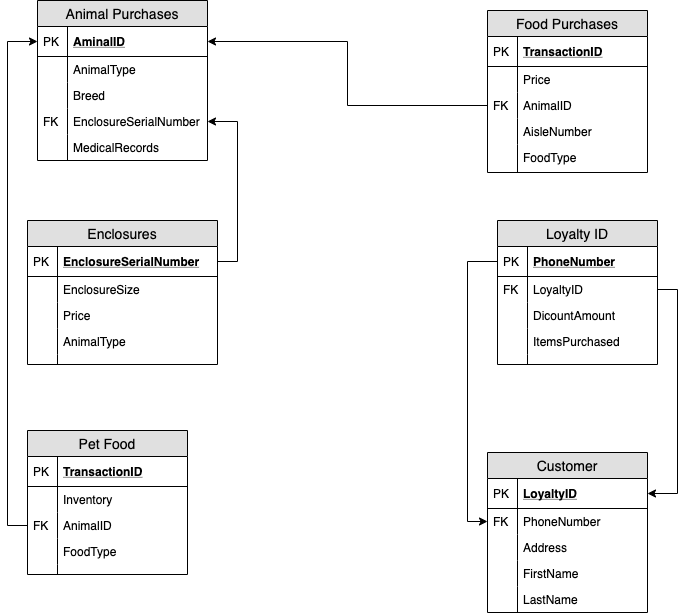 Animal Purchases
PK AminalID
AnimalType
Breed
FK EnclosureSerialNumber
MedicalRecords
Food Purchases
PK TransactionID
Price
FK AnimalID
AisleNumber
FoodType
Enclosures
PK EnclosureSerialNumber
EnclosureSize
Price
AnimalType
Loyalty ID
PK PhoneNumber
FK LoyaltyID
DicountAmount
ItemsPurchased
Pet Food
PK TransactionID
Inventory
FK AnimalID
FoodType
Customer
PK LoyaltyID
FK PhoneNumber
Address
FirstName
LastName